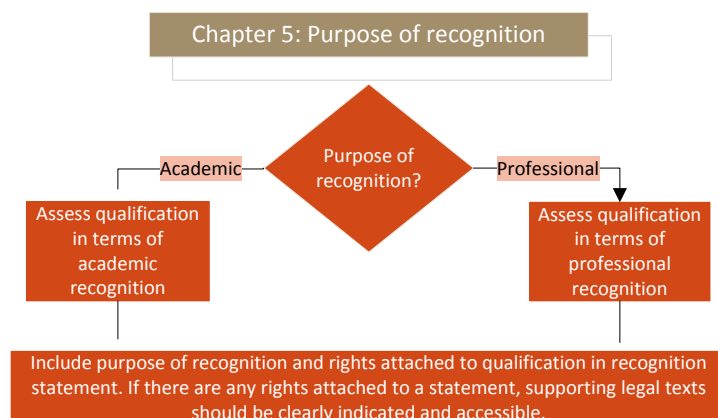 Chapter 5: Purpose of recognition
Purpose of
recognition?
Academic
Professional
Assess qualification
in terms of
academic
recognition
Assess qualification
in terms of
professional
recognition
Include purpose of recognition and rights attached to qualification in recognition
statement. If there are any rights attached to a statement, supporting legal texts
should be clearly indicated and accessible.